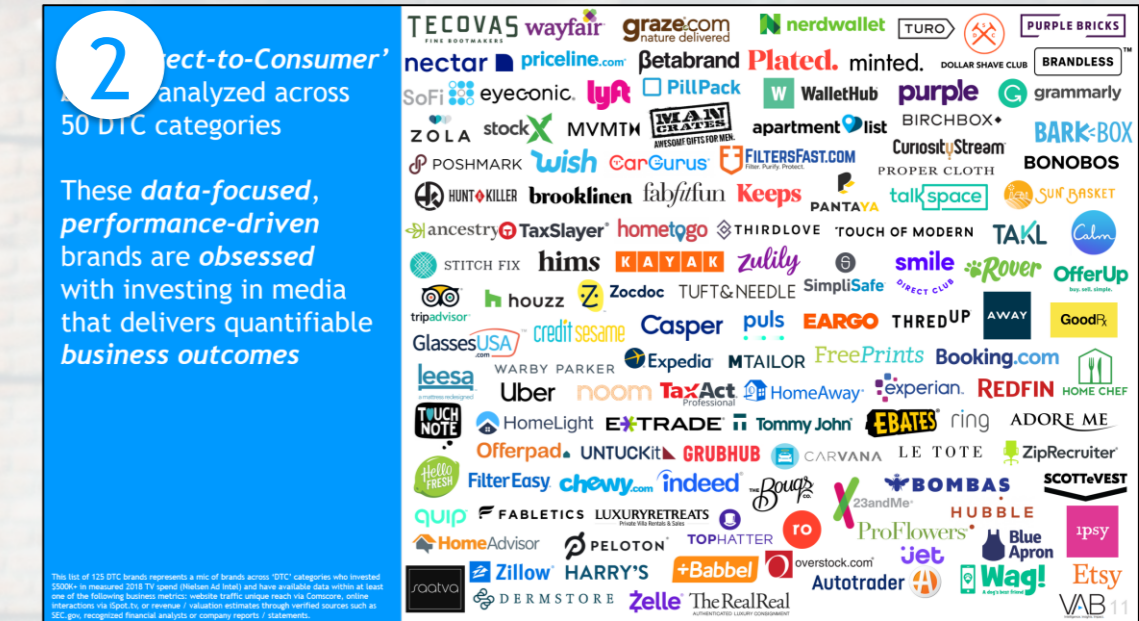 2
rect-to-Consumer’
analyzed across
50 DTC categories
These data-focused,
performance-driven
brands are obsessed
with investing in media
that delivers quantifiable
business outcomes
This list of 125 DTC brands represents a mic of brands across ‘DTC’ categories who invested
$500K+ in measured 2018 TV spend (Nielsen Ad Intel) and have available data within at least
one of the following business metrics: website traffic unique reach via Comscore, online
interactions via iSpot.tv, or revenue / valuation estimates through verified sources such as
SEC.gov, recognized financial analysts or company reports / statements.
TECOVAS wayfair graze.com nerdwallet TURO DSC PURPLE BRICKS
FINE BOOTMAKERS nature delivered
nectar priceline.com Betabrand Plated. minted. DOLLAR SHAVE CLUB BRANDLESS™
SoFi eyeconic. lyft PillPack W WalletHub purple G grammarly
ZOLA stockX MVMT MAN CRATES apartment list BIRCHBOX BARKBOX
AWESOME GIFTS FOR MEN.
POSHMARK wish CarGurus FILTERSFAST.COM CuriosityStream BONOBOS
Filter. Purify. Protect.
PROPER CLOTH
HUNT A KILLER brooklinen fabfitfun Keeps PANTAYA talkspace SUN BASKET
ancestry TaxSlayer hometogo THIRDLOVE TOUCH OF MODERN TAKL Calm
STITCH FIX hims KAYAK zulily S SimpliSafe smile DIRECT CLUB Rover OfferUp
buy. sell. simple.
tripadvisor houzz Z Zocdoc TUFT&NEEDLE
GlassesUSA.com credit sesame Casper puls EARGO THREDUP AWAY GoodRx
WARBY PARKER Expedia MTAILOR FreePrints Booking.com
leesa Uber noom TaxAct HomeAway experian. REDFIN HOME CHEF
a mattress redesigned Professional
TOUCH NOTE HomeLight E*TRADE Tommy John EBATES ring ADORE ME
Offerpad. UNTUCKit GRUBHUB CARVANA LE TOTE ZipRecruiter
Hello FRESH FilterEasy chewy.com indeed THE Bouqs CO. 23andMe BOMBAS SCOTTeVEST
quip FABLETICS LUXURYRETREATS TOPHATTER ro HUBBLE ipsy
Private Villa Rentals & Sales
HomeAdvisor PELOTON ProFlowers Blue Apron
saatva Zillow HARRY'S +Babbel overstock.com jet Autotrader Wag! Etsy
A dog's best friend
DERMSTORE Zelle The RealReal
AUTHENTICATED LUXURY CONSIGNMENT
VAB 11